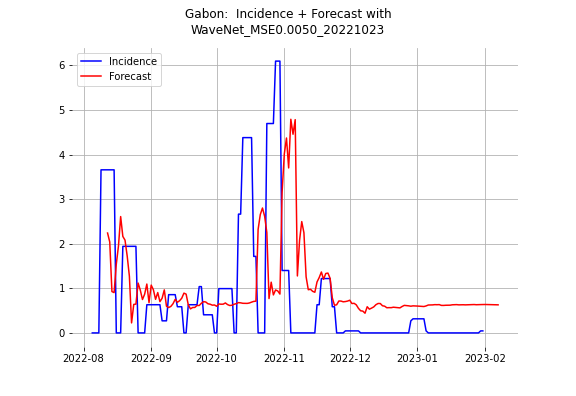 Gabon:  Incidence + Forecast with
WaveNet_MSE0.0050_20221023
Incidence
Forecast
6
5
4
3
2
1
0
2022-08 2022-09 2022-10 2022-11 2022-12 2023-01 2023-02